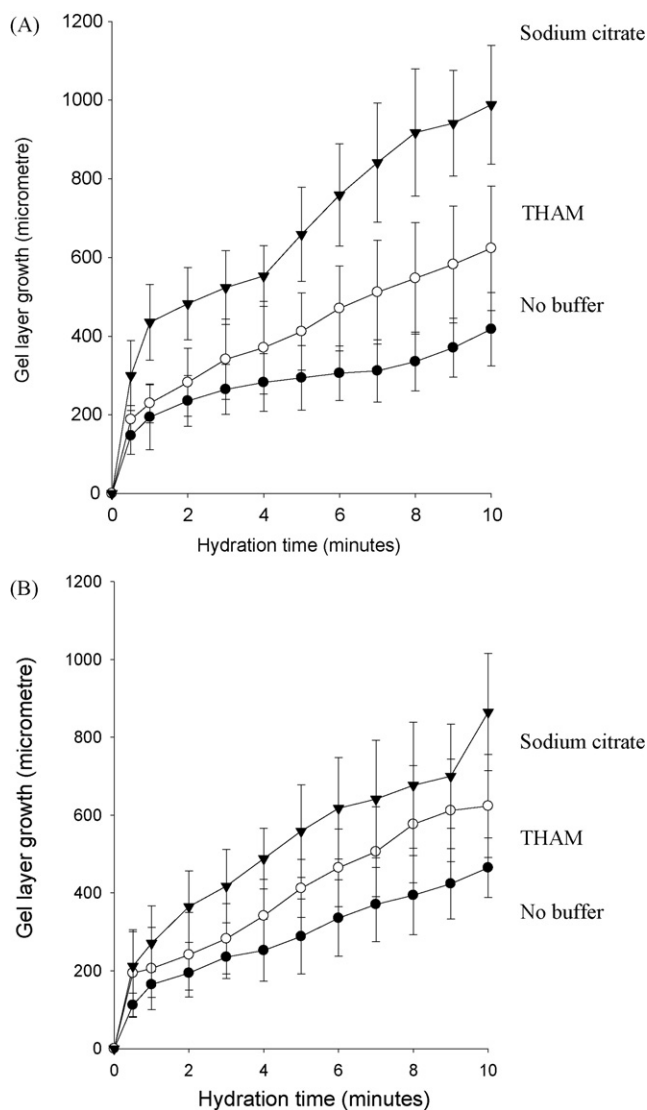 (A)
Sodium citrate
THAM
No buffer
Gel layer growth (micrometre)
1200
1000
800
600
400
200
0
0 2 4 6 8 10
Hydration time (minutes)
(B)
Sodium citrate
THAM
No buffer
Gel layer growth (micrometre)
1200
1000
800
600
400
200
0
0 2 4 6 8 10
Hydration time (minutes)